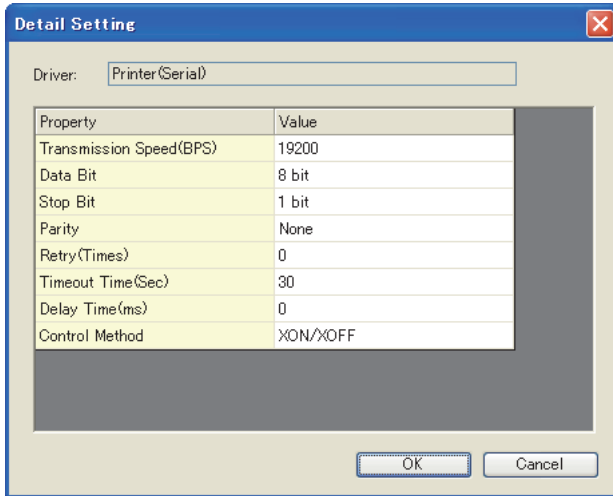 Detail Setting
Driver: Printer(Serial)
Property Value
Transmission Speed(BPS) 19200
Data Bit 8 bit
Stop Bit 1 bit
Parity None
Retry(Times) 0
Timeout Time(Sec) 30
Delay Time(ms) 0
Control Method XON/XOFF
OK Cancel